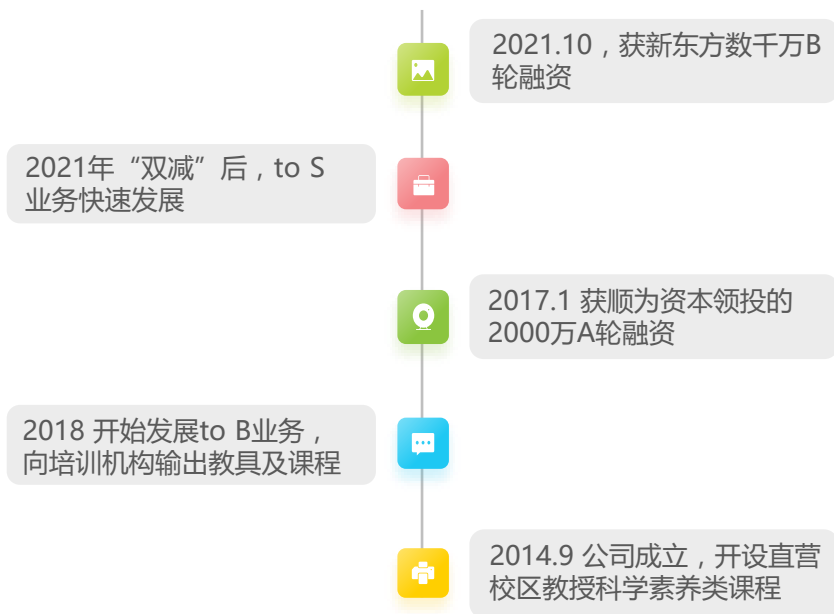 2021.10，获新东方数千万B
轮融资
2021年“双减”后，to S
业务快速发展
2017.1 获顺为资本领投的
2000万A轮融资
2018 开始发展to B业务，
向培训机构输出教具及课程
2014.9 公司成立，开设直营
校区教授科学素养类课程